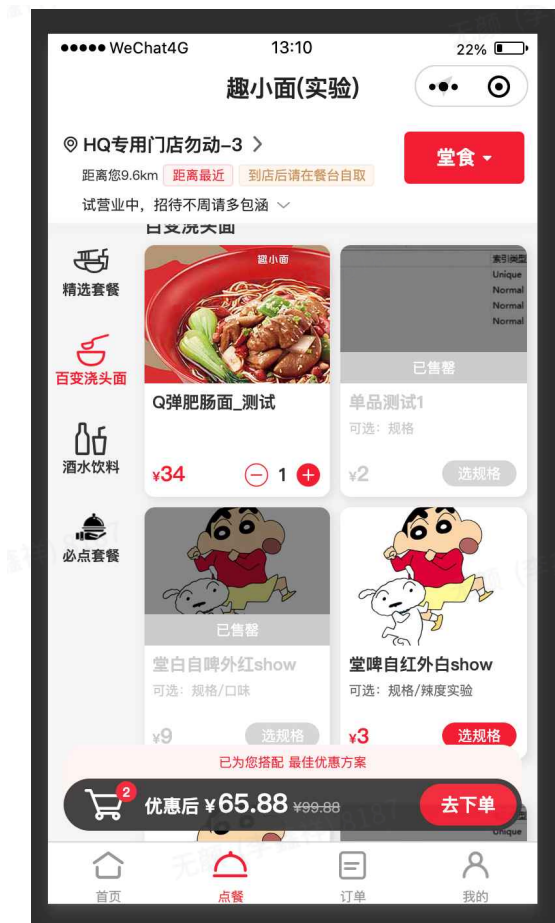 WeChat4G 13:10 22%
趣小面(实验)
HQ专用门店勿动-3
堂食
距离您9.6km 距离最近 到店后请在餐台自取
试营业中，招待不周请多包涵
百变浇头面
精选套餐
百变浇头面
酒水饮料
必点套餐
趣小面
Q弹肥肠面_测试
¥34 1
索引类型
Unique
Normal
Normal
Normal
已售罄
单品测试1
可选：规格
¥2 选规格
已售罄
堂白自啤外红show
可选：规格/口味
¥9 选规格
堂啤自红外白show
可选：规格/辣度实验
¥3 选规格
已为您搭配 最佳优惠方案
2
优惠后 ¥65.88 ¥99.88 去下单
Unique
首页 点餐 订单 我的